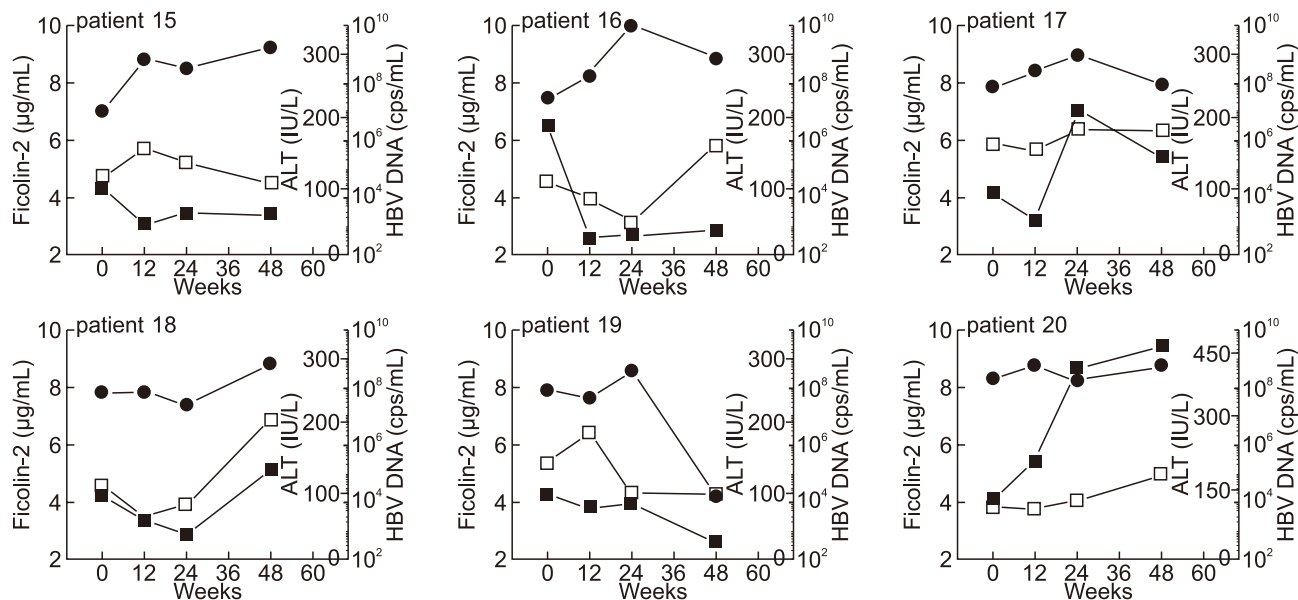 patient 15
Ficolin-2 (μg/mL)
10
8
6
4
2
0 12 24 36 48 60
Weeks
300
200
100
0
ALT (IU/L)
10^10
10^8
10^6
10^4
10^2
HBV DNA (cps/mL)
patient 16
Ficolin-2 (μg/mL)
10
8
6
4
2
0 12 24 36 48 60
Weeks
300
200
100
0
ALT (IU/L)
10^10
10^8
10^6
10^4
10^2
HBV DNA (cps/mL)
patient 17
Ficolin-2 (μg/mL)
10
8
6
4
2
0 12 24 36 48 60
Weeks
300
200
100
0
ALT (IU/L)
10^10
10^8
10^6
10^4
10^2
HBV DNA (cps/mL)
patient 18
Ficolin-2 (μg/mL)
10
8
6
4
2
0 12 24 36 48 60
Weeks
300
200
100
0
ALT (IU/L)
10^10
10^8
10^6
10^4
10^2
HBV DNA (cps/mL)
patient 19
Ficolin-2 (μg/mL)
10
8
6
4
2
0 12 24 36 48 60
Weeks
300
200
100
0
ALT (IU/L)
10^10
10^8
10^6
10^4
10^2
HBV DNA (cps/mL)
patient 20
Ficolin-2 (μg/mL)
10
8
6
4
2
0 12 24 36 48 60
Weeks
450
300
150
0
ALT (IU/L)
10^10
10^8
10^6
10^4
10^2
HBV DNA (cps/mL)